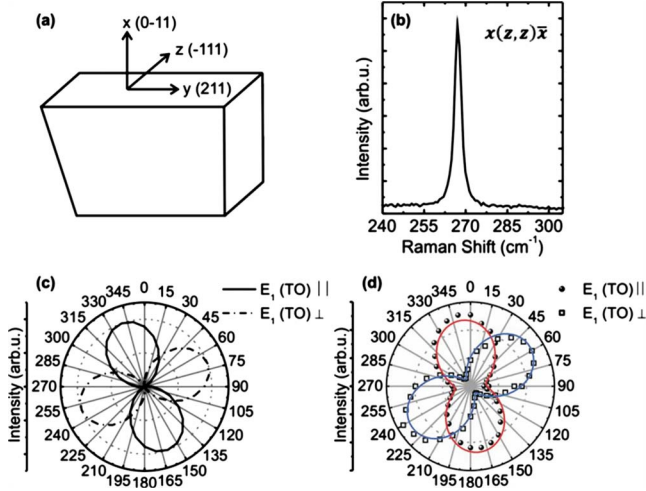 (a)
x (0-11)
z (-111)
y (211)
(b)
x(z,z)x̅
Intensity (arb.u.)
240 255 270 285 300
Raman Shift (cm⁻¹)
(c)
E₁ (TO) ||
E₁ (TO) ⊥
Intensity (arb.u.)
0
15
30
45
60
75
90
105
120
135
150
165
180
195
210
225
240
255
270
285
300
315
330
345
(d)
E₁ (TO) ||
E₁ (TO) ⊥
Intensity (arb.u.)
0
15
30
45
60
75
90
105
120
135
150
165
180
195
210
225
240
255
270
285
300
315
330
345